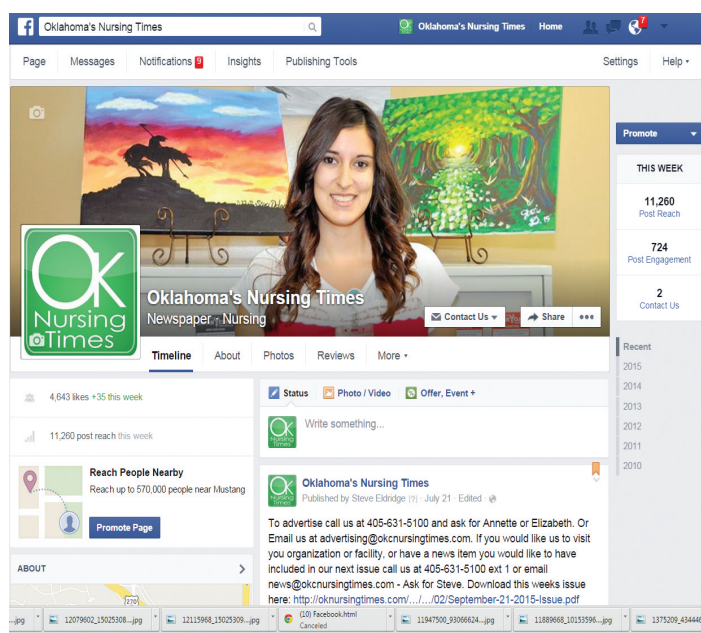 Oklahoma's Nursing Times
Oklahoma's Nursing Times Home 7
Page Messages Notifications 9 Insights Publishing Tools Settings Help
Promote
THIS WEEK
11,260
Post Reach
724
Post Engagement
2
Contact Us
Recent
2015
2014
2013
2012
2011
2010
OK
Nursing
Times
Oklahoma's Nursing Times
Newspaper · Nursing
Contact Us Share
Timeline About Photos Reviews More
4,643 likes +35 this week
11,260 post reach this week
Reach People Nearby
Reach up to 570,000 people near Mustang
Promote Page
ABOUT
270
Status Photo / Video Offer, Event +
OK
Nursing
Times
Write something...
OK
Nursing
Times
Oklahoma's Nursing Times
Published by Steve Eldridge [?] · July 21 · Edited ·
To advertise call us at 405-631-5100 and ask for Annette or Elizabeth. Or
Email us at advertising@okcnursingtimes.com. If you would like us to visit
you organization or facility, or have a news item you would like to have
included in our next issue call us at 405-631-5100 ext 1 or email
news@okcnursingtimes.com - Ask for Steve. Download this weeks issue
here: http://okcnursingtimes.com/.../.../02/September-21-2015-Issue.pdf
...jpg 12079602_15025308...jpg 12115968_15025309...jpg (10) Facebook.html 11947500_93066624...jpg 11889668_10153596...jpg 1375209_434446
Canceled